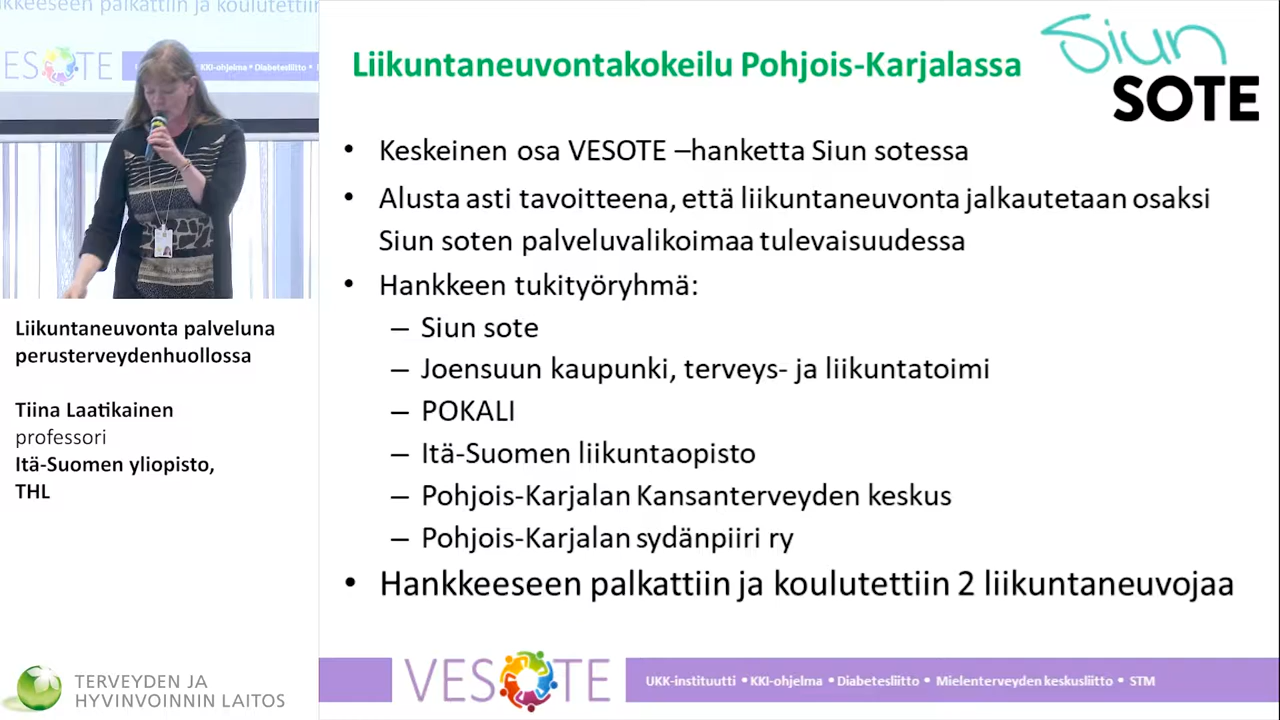 kkeeseen palkattiin ja koulutettiin
ESOTE
KKI-ohjelma • Diabetesliitto •
Liikuntaneuvonta palveluna
perusterveydenhuollossa
Tiina Laatikainen
professori
Itä-Suomen yliopisto,
THL
TERVEYDEN JA
HYVINVOINNIN LAITOS
Liikuntaneuvontakokeilu Pohjois-Karjalassa
Siun
SOTE
• Keskeinen osa VESOTE –hanketta Siun sotessa
• Alusta asti tavoitteena, että liikuntaneuvonta jalkautetaan osaksi
Siun soten palveluvalikoimaa tulevaisuudessa
• Hankkeen tukityöryhmä:
– Siun sote
– Joensuun kaupunki, terveys- ja liikuntatoimi
– POKALI
– Itä-Suomen liikuntaopisto
– Pohjois-Karjalan Kansanterveyden keskus
– Pohjois-Karjalan sydänpiiri ry
• Hankkeeseen palkattiin ja koulutettiin 2 liikuntaneuvojaa
VESOTE
UKK-instituutti • KKI-ohjelma • Diabetesliitto • Mielenterveyden keskusliitto • STM